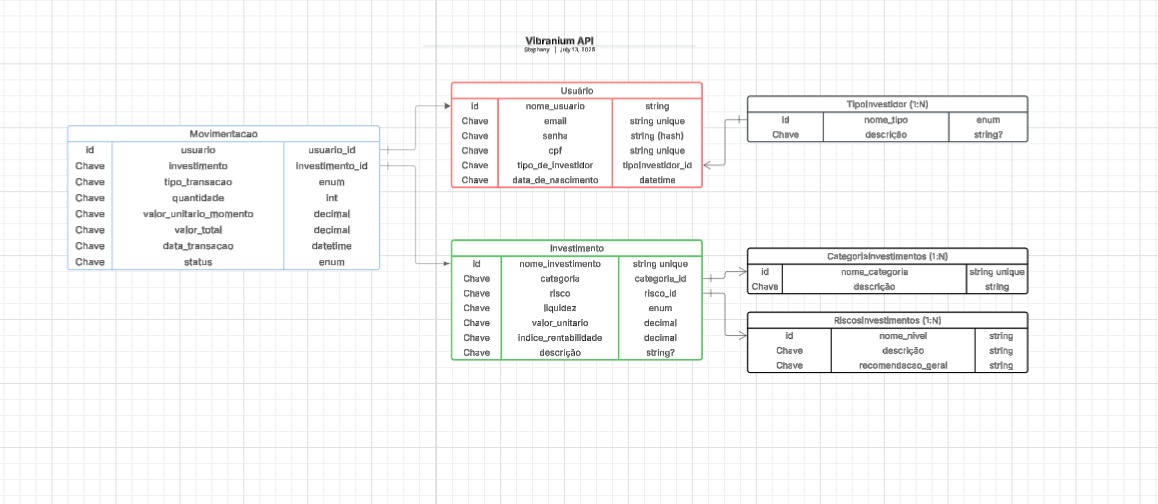 Vibranium API
Stephany | July 13, 2025
Usuário
id nome_usuario string
Chave email string unique
Chave senha string (hash)
Chave cpf string unique
Chave tipo_de_investidor tipoInvestidor_id
Chave data_de_nascimento datetime
TipoInvestidor (1:N)
id nome_tipo enum
Chave descrição string?
Movimentacao
id usuario usuario_id
Chave investimento investimento_id
Chave tipo_transacao enum
Chave quantidade int
Chave valor_unitario_momento decimal
Chave valor_total decimal
Chave data_transacao datetime
Chave status enum
Investimento
id nome_investimento string unique
Chave categoria categoria_id
Chave risco risco_id
Chave liquidez enum
Chave valor_unitario decimal
Chave indice_rentabilidade decimal
Chave descrição string?
CategoriaInvestimentos (1:N)
id nome_categoria string unique
Chave descrição string
RiscosInvestimentos (1:N)
id nome_nivel string
Chave descrição string
Chave recomendacao_geral string